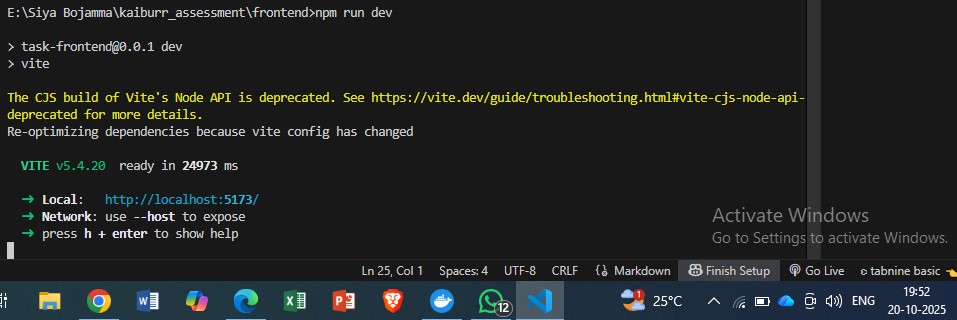 E:\Siya Bojamma\kaiburr_assessment\frontend>npm run dev
> task-frontend@0.0.1 dev
> vite
The CJS build of Vite's Node API is deprecated. See https://vite.dev/guide/troubleshooting.html#vite-cjs-node-api-
deprecated for more details.
Re-optimizing dependencies because vite config has changed
VITE v5.4.20 ready in 24973 ms
➜ Local: http://localhost:5173/
➜ Network: use --host to expose
➜ press h + enter to show help
Activate Windows
Go to Settings to activate Windows.
Ln 25, Col 1 Spaces: 4 UTF-8 CRLF Markdown Finish Setup Go Live tabnine basic
12
1
25°C
ENG
19:52
20-10-2025